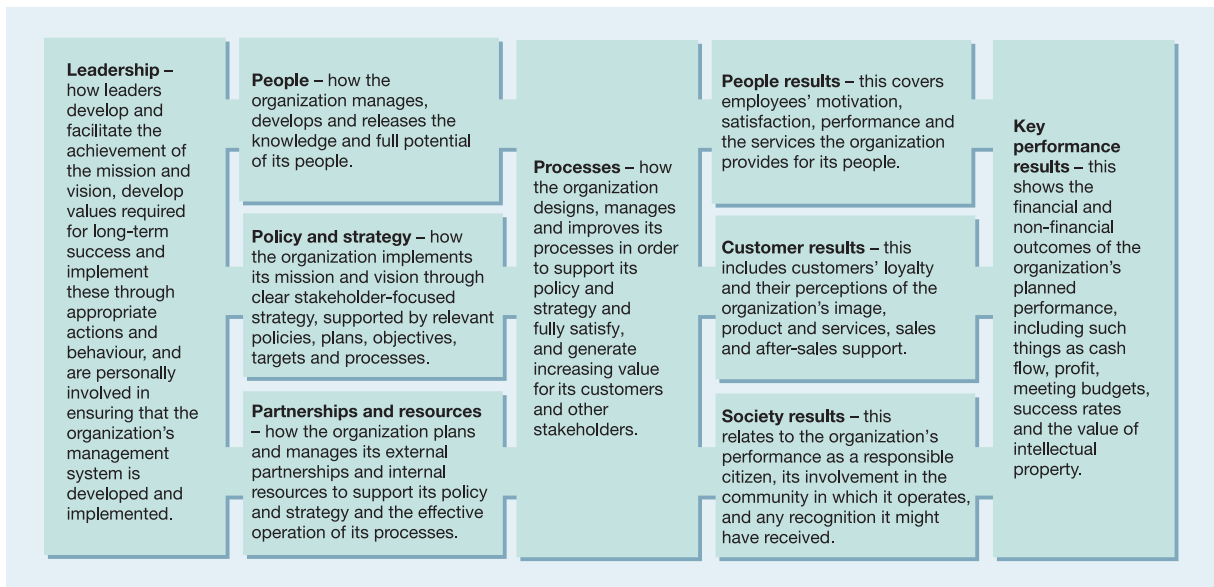 Leadership –
how leaders
develop and
facilitate the
achievement of
the mission and
vision, develop
values required
for long-term
success and
implement
these through
appropriate
actions and
behaviour, and
are personally
involved in
ensuring that the
organization’s
management
system is
developed and
implemented.
People – how the
organization manages,
develops and releases the
knowledge and full potential
of its people.
Policy and strategy – how
the organization implements
its mission and vision through
clear stakeholder-focused
strategy, supported by relevant
policies, plans, objectives,
targets and processes.
Partnerships and resources
– how the organization plans
and manages its external
partnerships and internal
resources to support its policy
and strategy and the effective
operation of its processes.
Processes – how
the organization
designs, manages
and improves its
processes in order
to support its
policy and
strategy and
fully satisfy,
and generate
increasing value
for its customers
and other
stakeholders.
People results – this covers
employees’ motivation,
satisfaction, performance and
the services the organization
provides for its people.
Customer results – this
includes customers’ loyalty
and their perceptions of the
organization’s image,
product and services, sales
and after-sales support.
Society results – this
relates to the organization’s
performance as a responsible
citizen, its involvement in the
community in which it operates,
and any recognition it might
have received.
Key
performance
results – this
shows the
financial and
non-financial
outcomes of the
organization’s
planned
performance,
including such
things as cash
flow, profit,
meeting budgets,
success rates
and the value of
intellectual
property.